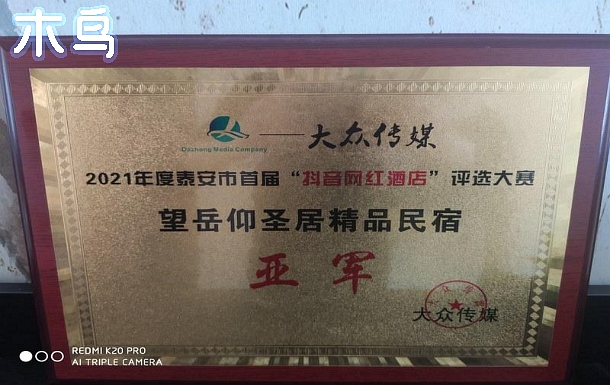 木鸟
大众传媒
Dazhong Media Company
2021年度泰安市首届“抖音网红酒店”评选大赛
望岳仰圣居精品民宿
亚军
大众传媒
REDMI K20 PRO
AI TRIPLE CAMERA